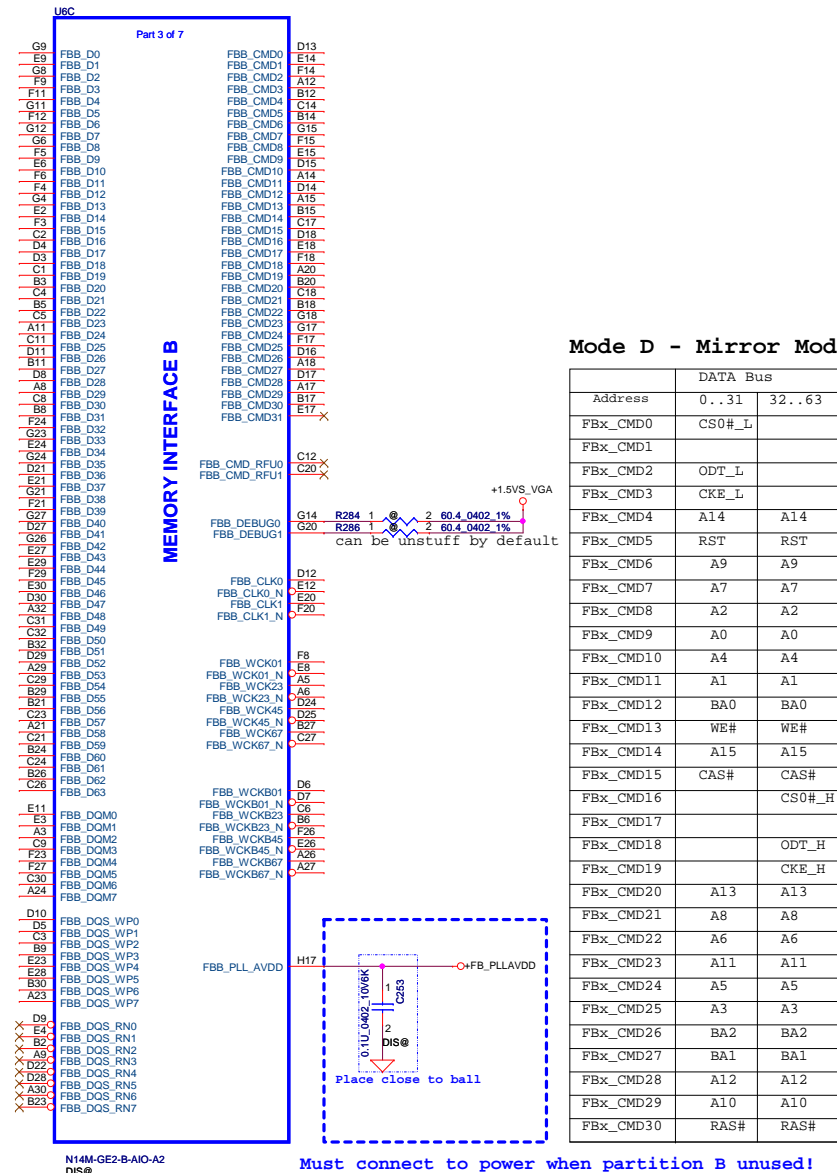 U6C
Part 3 of 7
MEMORY INTERFACE B
G9 FBB_D0
E9 FBB_D1
G8 FBB_D2
F9 FBB_D3
F11 FBB_D4
G11 FBB_D5
F12 FBB_D6
G12 FBB_D7
G6 FBB_D8
F5 FBB_D9
E6 FBB_D10
F6 FBB_D11
F4 FBB_D12
G4 FBB_D13
E2 FBB_D14
F3 FBB_D15
C2 FBB_D16
D4 FBB_D17
D3 FBB_D18
C1 FBB_D19
B3 FBB_D20
C4 FBB_D21
B5 FBB_D22
C5 FBB_D23
A11 FBB_D24
C11 FBB_D25
D11 FBB_D26
B11 FBB_D27
D8 FBB_D28
A8 FBB_D29
C8 FBB_D30
B8 FBB_D31
F24 FBB_D32
G23 FBB_D33
E24 FBB_D34
G24 FBB_D35
D21 FBB_D36
E21 FBB_D37
G21 FBB_D38
F21 FBB_D39
G27 FBB_D40
D27 FBB_D41
G26 FBB_D42
E27 FBB_D43
E29 FBB_D44
F29 FBB_D45
E30 FBB_D46
D30 FBB_D47
A32 FBB_D48
C31 FBB_D49
C32 FBB_D50
B32 FBB_D51
D29 FBB_D52
A29 FBB_D53
C29 FBB_D54
B29 FBB_D55
B21 FBB_D56
C23 FBB_D57
A21 FBB_D58
C21 FBB_D59
B24 FBB_D60
C24 FBB_D61
B26 FBB_D62
C26 FBB_D63
E11 FBB_DQM0
E3 FBB_DQM1
A3 FBB_DQM2
C9 FBB_DQM3
F23 FBB_DQM4
F27 FBB_DQM5
C30 FBB_DQM6
A24 FBB_DQM7
D10 FBB_DQS_WP0
D5 FBB_DQS_WP1
C3 FBB_DQS_WP2
B9 FBB_DQS_WP3
E23 FBB_DQS_WP4
E28 FBB_DQS_WP5
B30 FBB_DQS_WP6
A23 FBB_DQS_WP7
D9 FBB_DQS_RN0
E4 FBB_DQS_RN1
B2 FBB_DQS_RN2
A9 FBB_DQS_RN3
D22 FBB_DQS_RN4
D28 FBB_DQS_RN5
A30 FBB_DQS_RN6
B23 FBB_DQS_RN7
FBB_CMD0 D13
FBB_CMD1 E14
FBB_CMD2 F14
FBB_CMD3 A12
FBB_CMD4 B12
FBB_CMD5 C14
FBB_CMD6 B14
FBB_CMD7 G15
FBB_CMD8 F15
FBB_CMD9 E15
FBB_CMD10 D15
FBB_CMD11 A14
FBB_CMD12 D14
FBB_CMD13 A15
FBB_CMD14 B15
FBB_CMD15 C17
FBB_CMD16 D18
FBB_CMD17 E18
FBB_CMD18 F18
FBB_CMD19 A20
FBB_CMD20 B20
FBB_CMD21 C18
FBB_CMD22 B18
FBB_CMD23 G18
FBB_CMD24 G17
FBB_CMD25 F17
FBB_CMD26 D16
FBB_CMD27 A18
FBB_CMD28 D17
FBB_CMD29 A17
FBB_CMD30 B17
FBB_CMD31 E17
FBB_CMD_RFU0 C12
FBB_CMD_RFU1 C20
+1.5VS_VGA
FBB_DEBUG0 G14 R284 1 @ 2 60.4_0402_1%
FBB_DEBUG1 G20 R286 1 @ 2 60.4_0402_1%
can be unstuff by default
FBB_CLK0 D12
FBB_CLK0_N E12
FBB_CLK1 E20
FBB_CLK1_N F20
FBB_WCK01 F8
FBB_WCK01_N E8
FBB_WCK23 A5
FBB_WCK23_N A6
FBB_WCK45 D24
FBB_WCK45_N D25
FBB_WCK67 B27
FBB_WCK67_N C27
FBB_WCKB01 D6
FBB_WCKB01_N D7
FBB_WCKB23 C6
FBB_WCKB23_N B6
FBB_WCKB45 F26
FBB_WCKB45_N E26
FBB_WCKB67 A26
FBB_WCKB67_N A27
FBB_PLL_AVDD H17 +FB_PLLAVDD
0.1U_0402_10V6K
1 C253
2
DIS@
Place close to ball
N14M-GE2-B-AIO-A2
DIS@
Must connect to power when partition B unused!
Mode D - Mirror Mod
DATA Bus
Address 0..31 32..63
FBx_CMD0 CS0#_L
FBx_CMD1
FBx_CMD2 ODT_L
FBx_CMD3 CKE_L
FBx_CMD4 A14 A14
FBx_CMD5 RST RST
FBx_CMD6 A9 A9
FBx_CMD7 A7 A7
FBx_CMD8 A2 A2
FBx_CMD9 A0 A0
FBx_CMD10 A4 A4
FBx_CMD11 A1 A1
FBx_CMD12 BA0 BA0
FBx_CMD13 WE# WE#
FBx_CMD14 A15 A15
FBx_CMD15 CAS# CAS#
FBx_CMD16 CS0#_H
FBx_CMD17
FBx_CMD18 ODT_H
FBx_CMD19 CKE_H
FBx_CMD20 A13 A13
FBx_CMD21 A8 A8
FBx_CMD22 A6 A6
FBx_CMD23 A11 A11
FBx_CMD24 A5 A5
FBx_CMD25 A3 A3
FBx_CMD26 BA2 BA2
FBx_CMD27 BA1 BA1
FBx_CMD28 A12 A12
FBx_CMD29 A10 A10
FBx_CMD30 RAS# RAS#